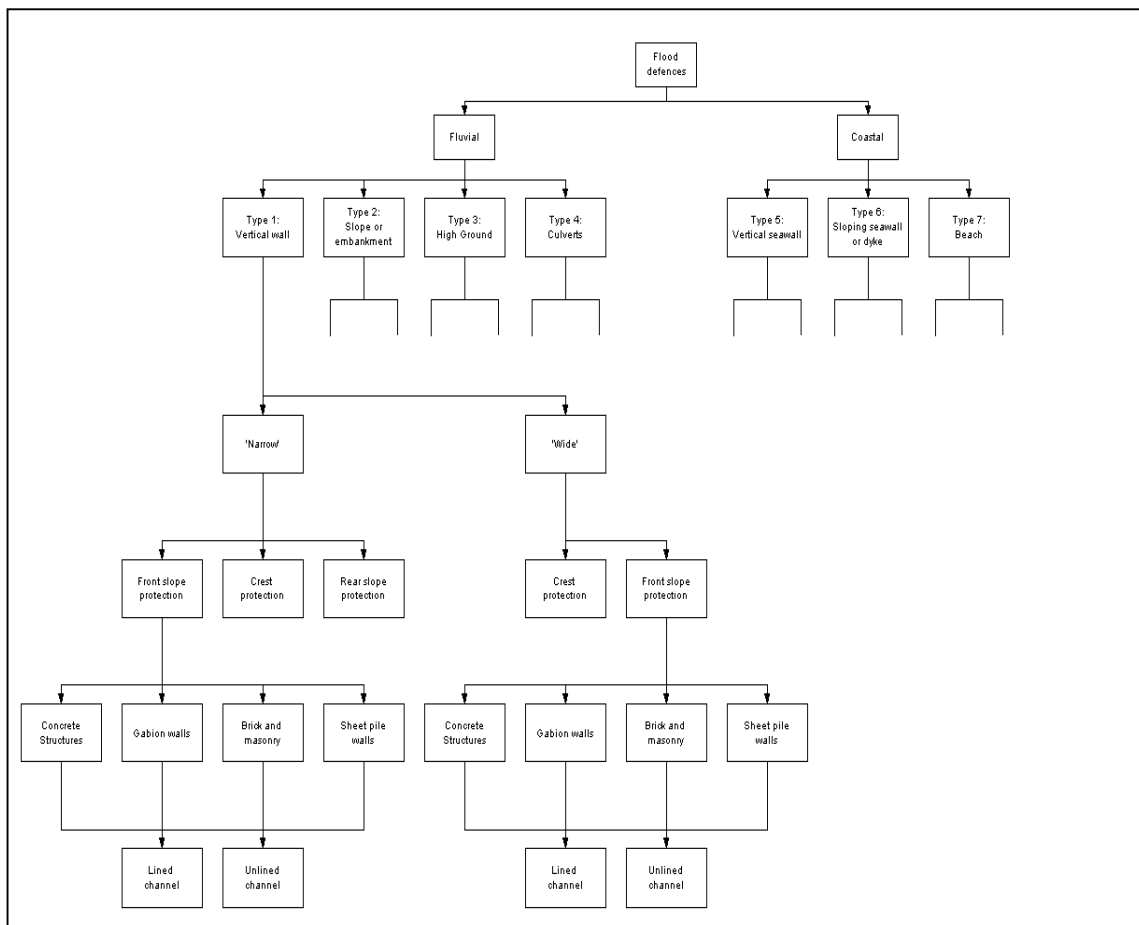 Flood
defences
Fluvial
Coastal
Type 1:
Vertical wall
Type 2:
Slope or
embankment
Type 3:
High Ground
Type 4:
Culverts
Type 5:
Vertical seawall
Type 6:
Sloping seawall
or dyke
Type 7:
Beach
'Narrow'
'Wide'
Front slope
protection
Crest
protection
Rear slope
protection
Crest
protection
Front slope
protection
Concrete
Structures
Gabion walls
Brick and
masonry
Sheet pile
walls
Concrete
Structures
Gabion walls
Brick and
masonry
Sheet pile
walls
Lined
channel
Unlined
channel
Lined
channel
Unlined
channel